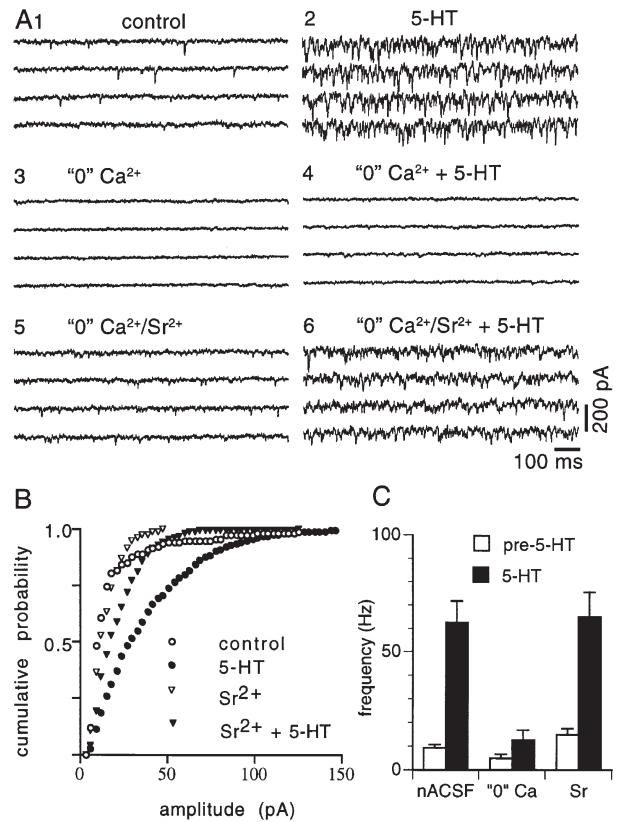 A1 control
2 5-HT
3 "0" Ca²⁺
4 "0" Ca²⁺ + 5-HT
5 "0" Ca²⁺/Sr²⁺
6 "0" Ca²⁺/Sr²⁺ + 5-HT
200 pA
100 ms
B
1.0
0.5
cumulative probability
control
5-HT
Sr²⁺
Sr²⁺ + 5-HT
0 50 100 150
amplitude (pA)
C
100
50
0
frequency (Hz)
pre-5-HT
5-HT
nACSF "0" Ca Sr